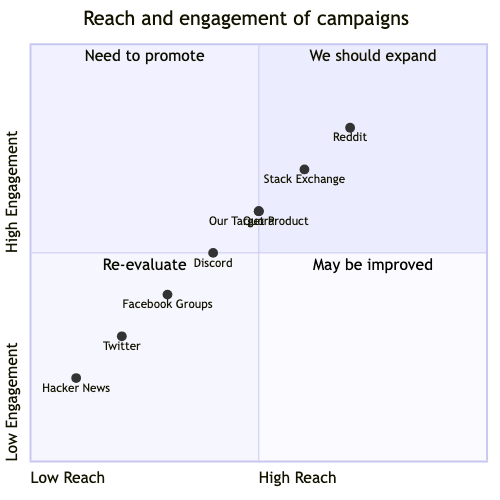 Reach and engagement of campaigns
Need to promote
We should expand
Reddit
Stack Exchange
Our Target Product
Quora
Re-evaluate
May be improved
Discord
Facebook Groups
Twitter
Hacker News
High Engagement
Low Engagement
Low Reach
High Reach